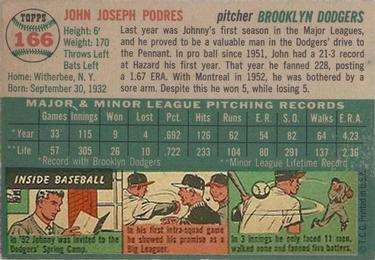 TOPPS
166
JOHN JOSEPH PODRES pitcher BROOKLYN DODGERS
Height: 6'
Weight: 170
Throws: Left
Bats: Left
Home: Witherbee, N. Y.
Born: September 30, 1932
Last year was Johnny's first season in the Major Leagues,
and he proved to be a valuable man in the Dodgers' drive to
the Pennant. In pro ball since 1951, John had a 21-3 record
at Hazard his first year. That year he fanned 228, posting
a 1.67 ERA. With Montreal in 1952, he was bothered by a
sore arm. Despite this he won 5, while losing 5.
MAJOR & MINOR LEAGUE PITCHING RECORDS
Games Innings Won Lost Pct. Hits Runs E.R. S.O. Walks E.R.A.
*Year 33 115 9 4 .692 126 62 54 82 64 4.23
**Life 57 305 26 10 .722 233 104 80 316 131 2.36
*Record with Brooklyn Dodgers **Minor League Lifetime Record
INSIDE BASEBALL
In '52 Johnny was invited to the
Dodgers' Spring Camp.
In his first
intra-squad game
he showed his
promise as a
Big Leaguer.
In 3 innings he only faced 11 men,
walked none and fanned six.
T. C. G. Printed in U.S.A.